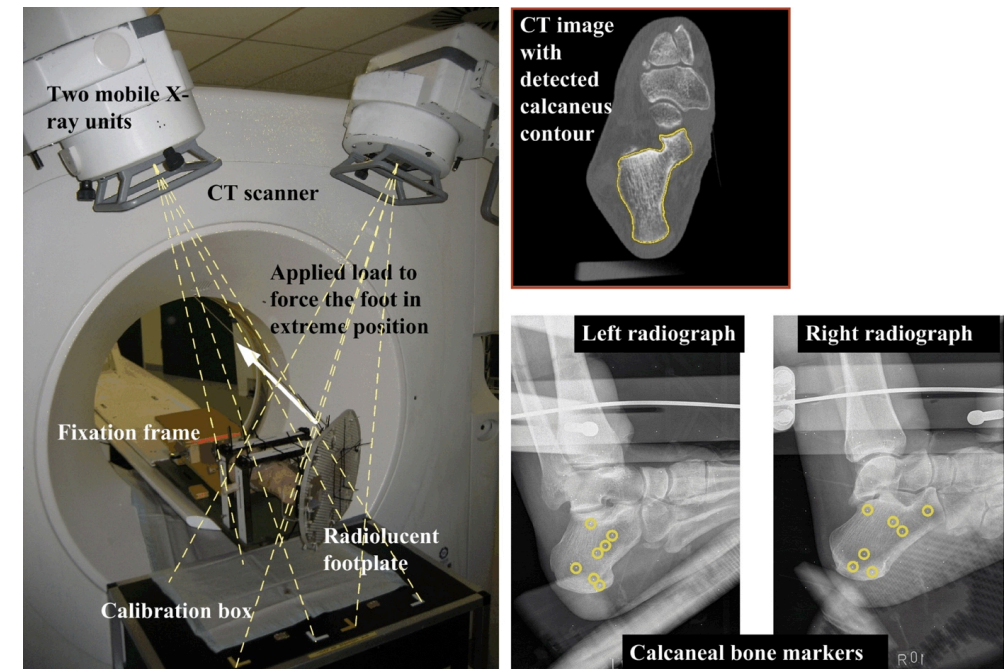 Two mobile X-
ray units
CT scanner
Applied load to
force the foot in
extreme position
Fixation frame
Radiolucent
footplate
Calibration box
CT image
with
detected
calcaneus
contour
Left radiograph
Right radiograph
Calcaneal bone markers